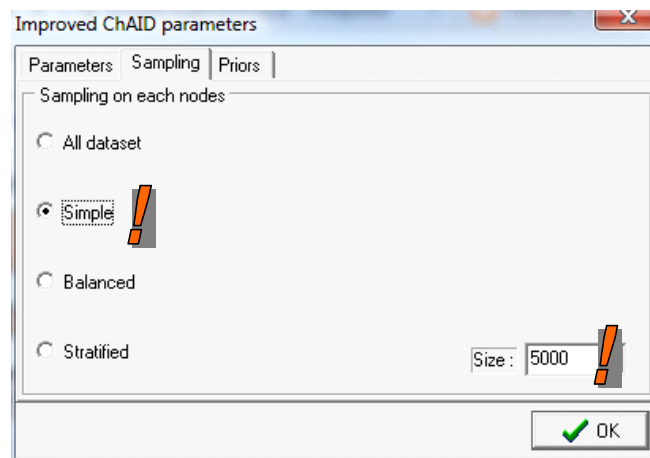 Improved ChAID parameters
Parameters Sampling Priors
Sampling on each nodes
All dataset
Simple
Balanced
Stratified
Size : 5000
OK